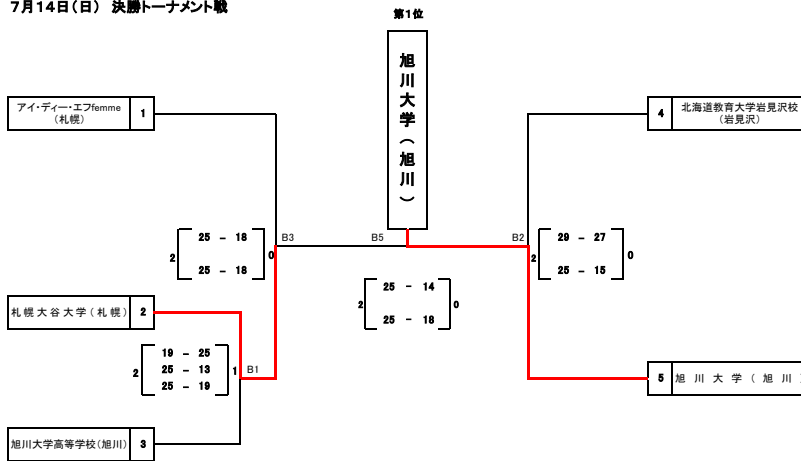 7月14日(日) 決勝トーナメント戦
第1位
旭川大学(旭川)
アイ・ディー・エフfemme
(札幌)
1
4
北海道教育大学岩見沢校
(岩見沢)
25 - 18
B3
B5
B2
29 - 27
2
0
2
0
25 - 18
25 - 15
25 - 14
2
0
25 - 18
札幌大谷大学(札幌)
2
19 - 25
2
25 - 13
1
B1
25 - 19
5
旭川大学(旭川
旭川大学高等学校(旭川)
3